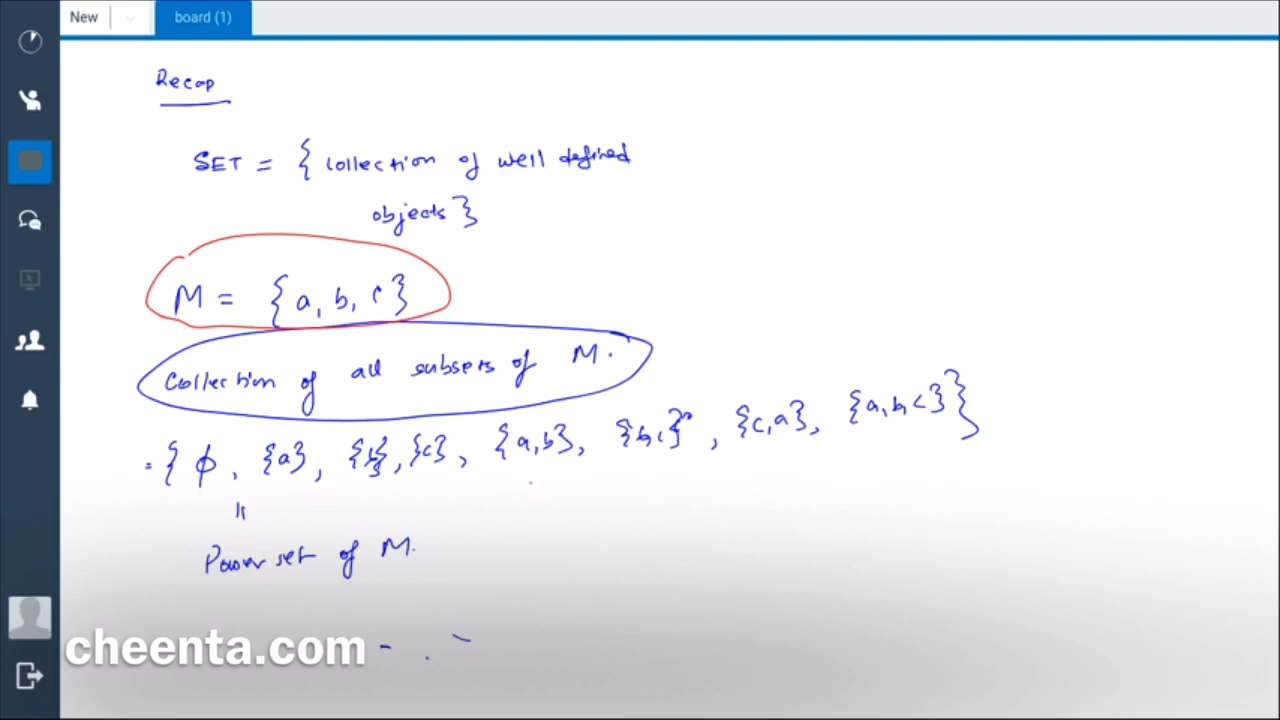 New
board (1)
Recap
SET = { collection of well defined
objects }
M = { a, b, c }
Collection of all subsets of M.
= { ϕ, {a}, {b}, {c}, {a,b}, {b,c}, {c,a}, {a,b,c} }
Power set of M.
cheenta.com